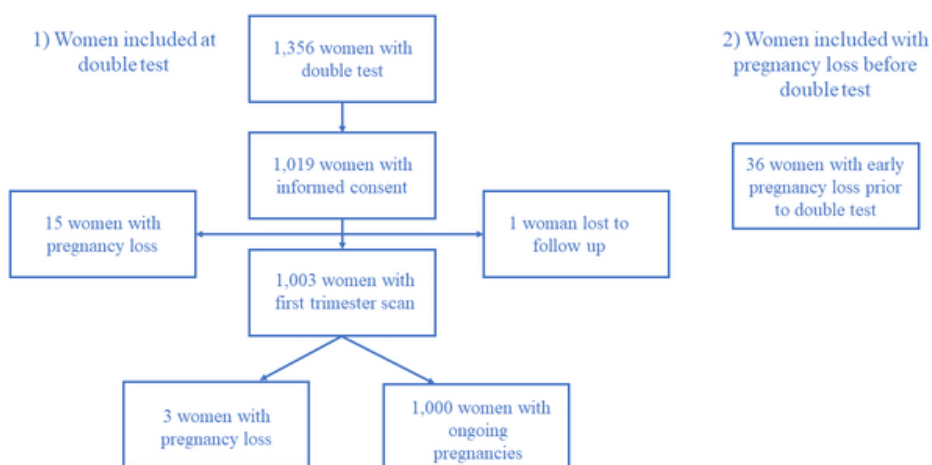 1) Women included at
double test
1,356 women with
double test
2) Women included with
pregnancy loss before
double test
1,019 women with
informed consent
36 women with early
pregnancy loss prior
to double test
15 women with
pregnancy loss
1 woman lost to
follow up
1,003 women with
first trimester scan
3 women with
pregnancy loss
1,000 women with
ongoing
pregnancies